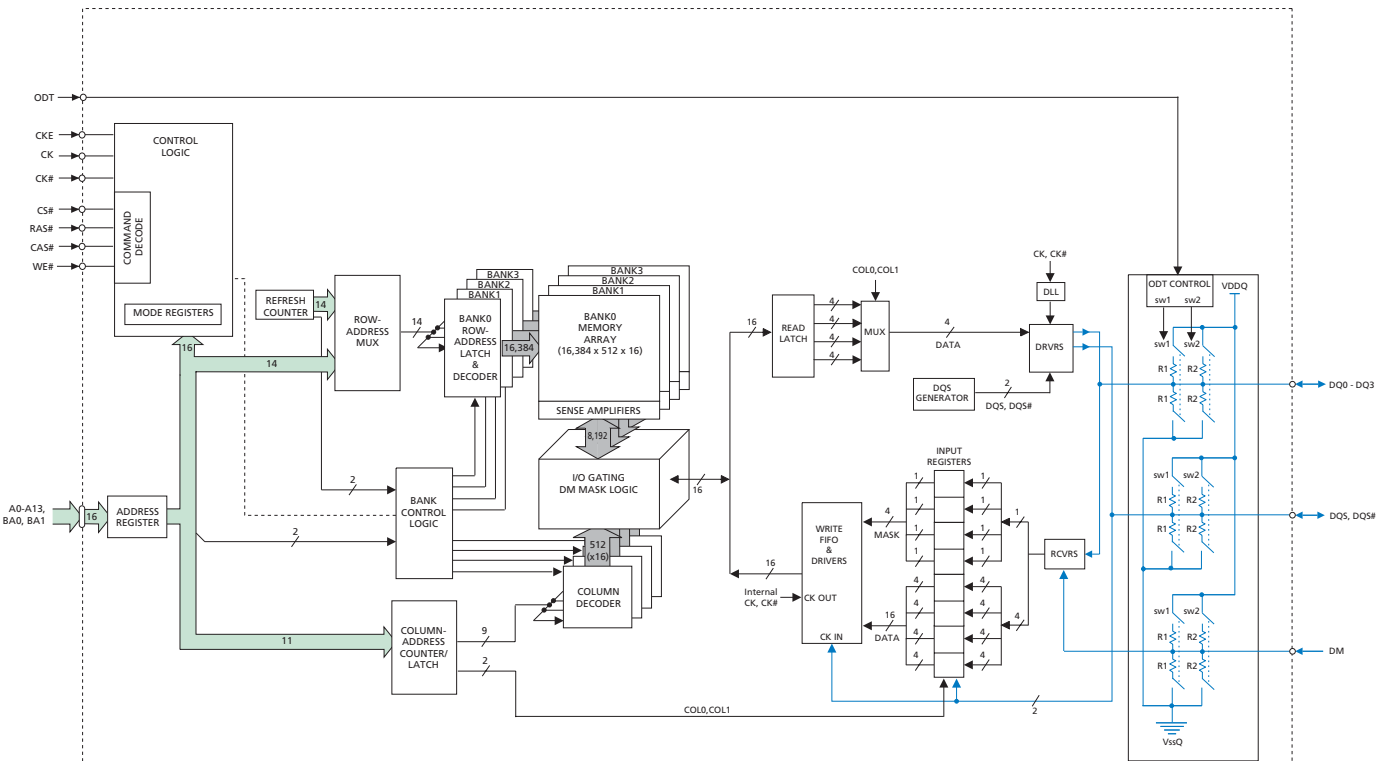 ODT
CKE
CK
CK#
CS#
RAS#
CAS#
WE#
CONTROL
LOGIC
COMMAND
DECODE
MODE REGISTERS
16
A0-A13,
BA0, BA1
16
ADDRESS
REGISTER
REFRESH
COUNTER
14
14
ROW-
ADDRESS
MUX
14
BANK3
BANK2
BANK1
BANK0
ROW-
ADDRESS
LATCH
&
DECODER
16,384
BANK3
BANK2
BANK1
BANK0
MEMORY
ARRAY
(16,384 x 512 x 16)
SENSE AMPLIFIERS
8,192
I/O GATING
DM MASK LOGIC
16
2
2
BANK
CONTROL
LOGIC
512
(x16)
COLUMN
DECODER
11
COLUMN-
ADDRESS
COUNTER/
LATCH
9
2
COL0,COL1
16
READ
LATCH
4
4
4
4
COL0,COL1
MUX
4
DATA
CK, CK#
DLL
DRVRS
DQS
GENERATOR
2
DQS, DQS#
16
Internal
CK, CK#
WRITE
FIFO
&
DRIVERS
CK OUT
CK IN
4
MASK
16
DATA
INPUT
REGISTERS
1
1
1
1
4
4
4
4
1
1
1
1
4
4
4
4
1
4
RCVRS
2
ODT CONTROL
sw1
sw2
VDDQ
sw1
sw2
R1
R2
R1
R2
sw1
sw2
R1
R2
R1
R2
sw1
sw2
R1
R2
R1
R2
VssQ
DQ0 - DQ3
DQS, DQS#
DM